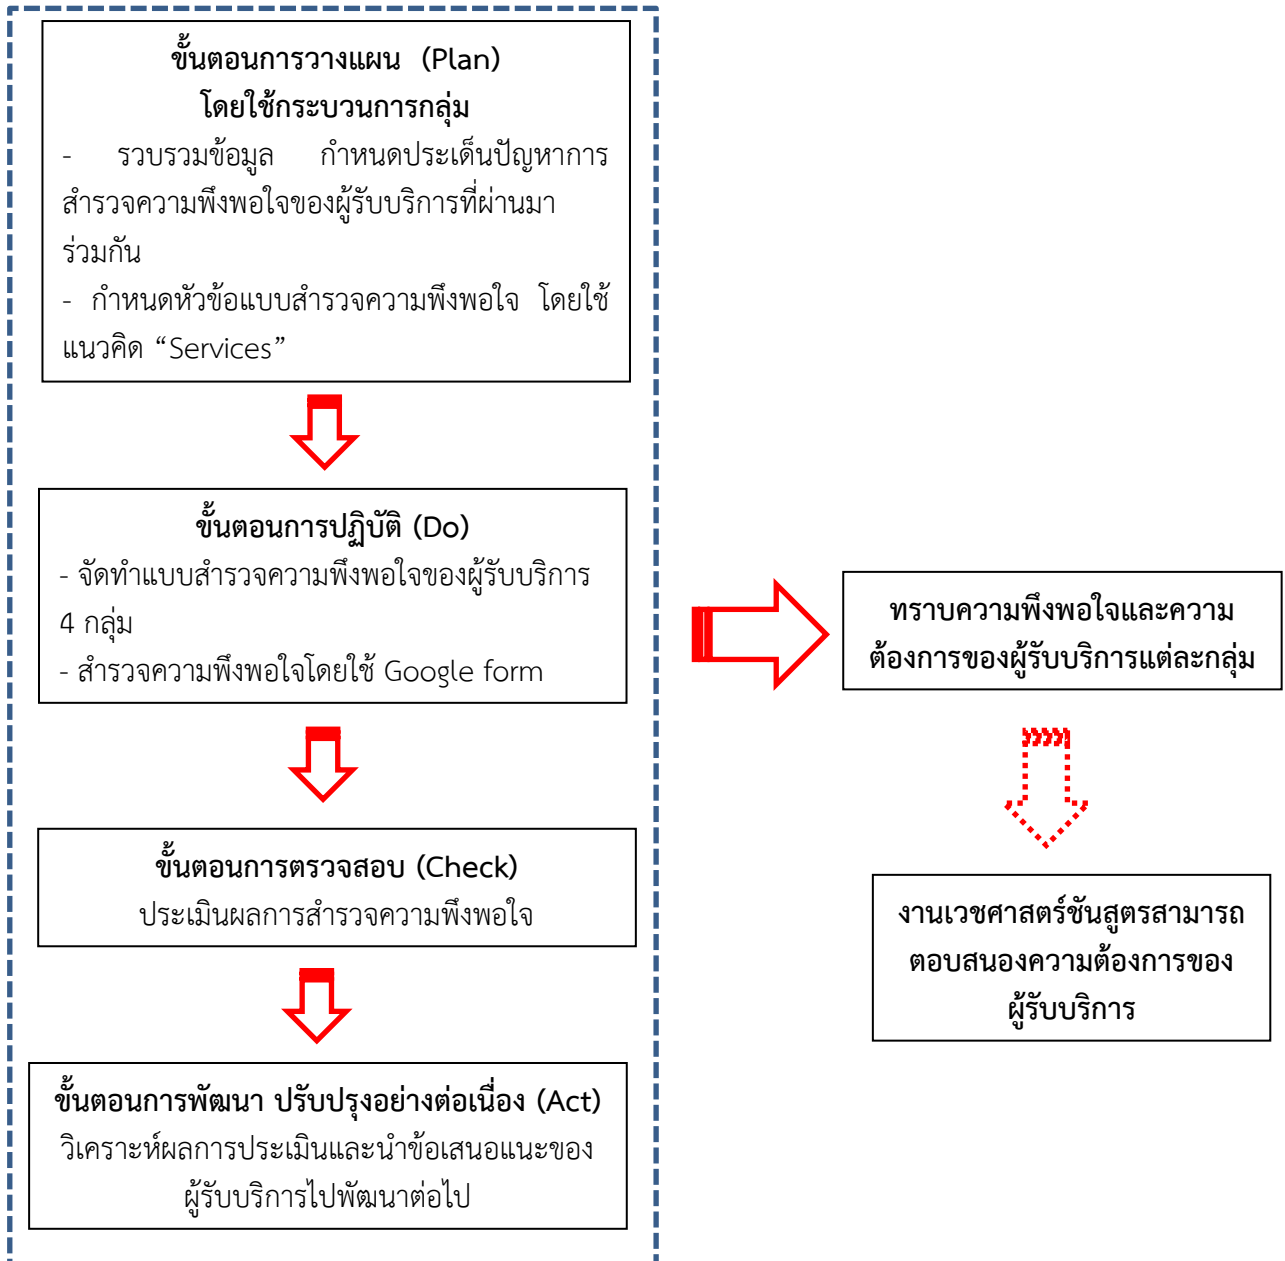 ขั้นตอนการวางแผน (Plan)
โดยใช้กระบวนการกลุ่ม
- รวบรวมข้อมูล กำหนดประเด็นปัญหาการ
สำรวจความพึงพอใจของผู้รับบริการที่ผ่านมา
ร่วมกัน
- กำหนดหัวข้อแบบสำรวจความพึงพอใจ โดยใช้
แนวคิด “Services”
ขั้นตอนการปฏิบัติ (Do)
- จัดทำแบบสำรวจความพึงพอใจของผู้รับบริการ
4 กลุ่ม
- สำรวจความพึงพอใจโดยใช้ Google form
ขั้นตอนการตรวจสอบ (Check)
ประเมินผลการสำรวจความพึงพอใจ
ขั้นตอนการพัฒนา ปรับปรุงอย่างต่อเนื่อง (Act)
วิเคราะห์ผลการประเมินและนำข้อเสนอแนะของ
ผู้รับบริการไปพัฒนาต่อไป
ทราบความพึงพอใจและความ
ต้องการของผู้รับบริการแต่ละกลุ่ม
งานเวชศาสตร์ชันสูตรสามารถ
ตอบสนองความต้องการของ
ผู้รับบริการ